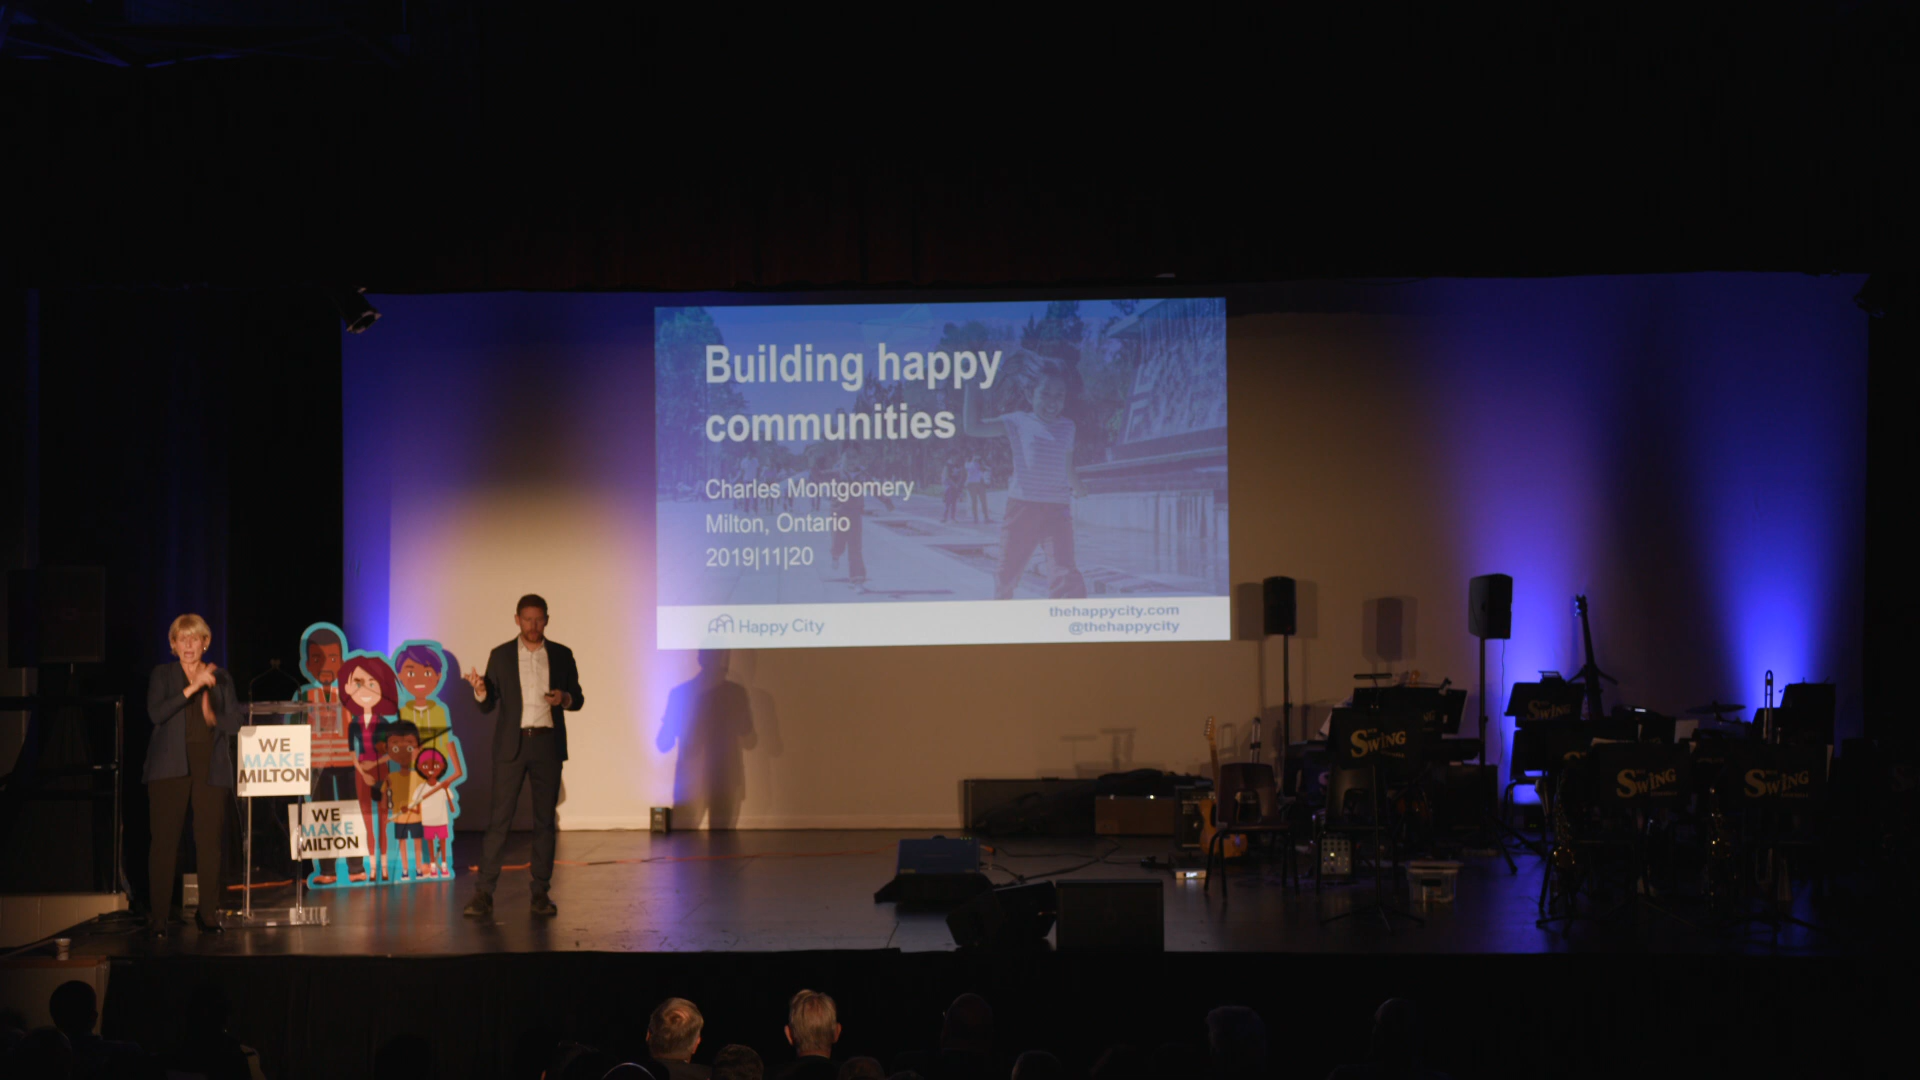 Building happy
communities
Charles Montgomery
Milton, Ontario
2019|11|20
Happy City
thehappycity.com
@thehappycity
WE
MAKE
MILTON
WE
MAKE
MILTON
SWING
SWING
SWING
SWING